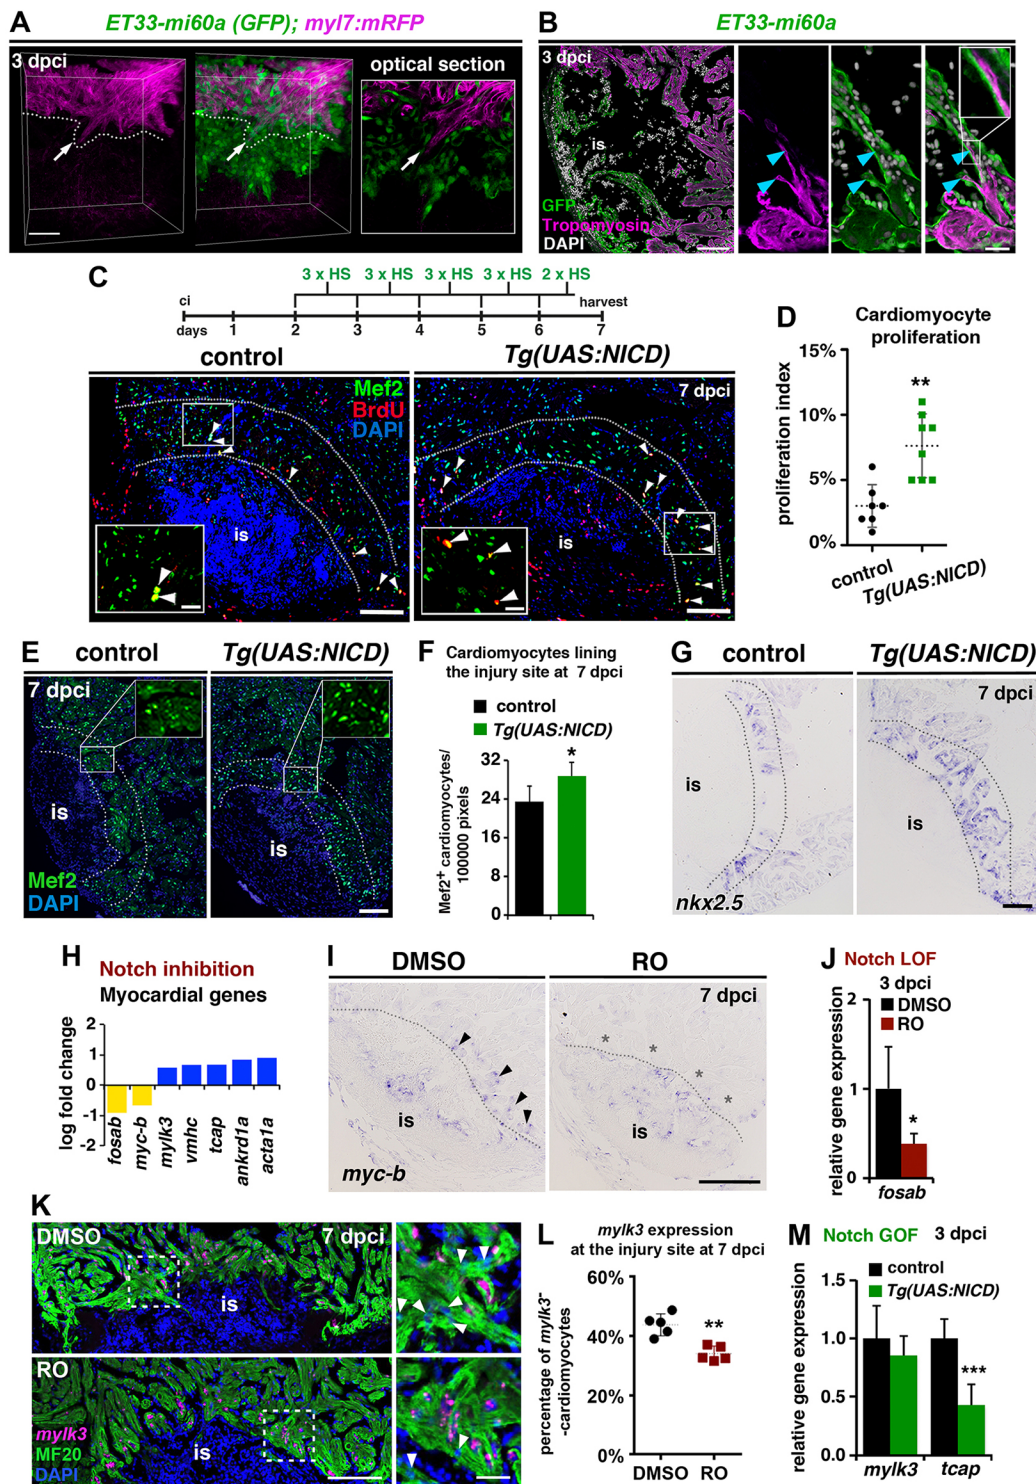 A
ET33-mi60a (GFP); myl7:mRFP
3 dpci
optical section
B
ET33-mi60a
3 dpci
is
GFP
Tropomyosin
DAPI
C
3 x HS 3 x HS 3 x HS 3 x HS 2 x HS
ci
harvest
days 1 2 3 4 5 6 7
control
Tg(UAS:NICD)
Mef2
BrdU
DAPI
is
7 dpci
is
D
Cardiomyocyte
proliferation
proliferation index
15%
10%
5%
0%
**
control
Tg(UAS:NICD)
E
control
Tg(UAS:NICD)
7 dpci
is
is
Mef2
DAPI
F
Cardiomyocytes lining
the injury site at 7 dpci
control
Tg(UAS:NICD)
Mef2+ cardiomyocytes/
100000 pixels
32
24
16
8
0
*
G
control
Tg(UAS:NICD)
7 dpci
is
is
nkx2.5
H
Notch inhibition
Myocardial genes
log fold change
2
1
0
-1
-2
fosab
myc-b
mylk3
vmhc
tcap
ankrd1a
acta1a
I
DMSO
RO
7 dpci
* * * *
is
is
myc-b
J
Notch LOF
3 dpci
DMSO
RO
relative gene expression
2
1
0
*
fosab
K
DMSO
7 dpci
is
RO
is
mylk3
MF20
DAPI
L
mylk3 expression
at the injury site at 7 dpci
percentage of mylk3-
-cardiomyocytes
60%
40%
20%
0%
**
DMSO RO
M
Notch GOF 3 dpci
control
Tg(UAS:NICD)
relative gene expression
1.5
1.0
0.5
0
***
mylk3 tcap